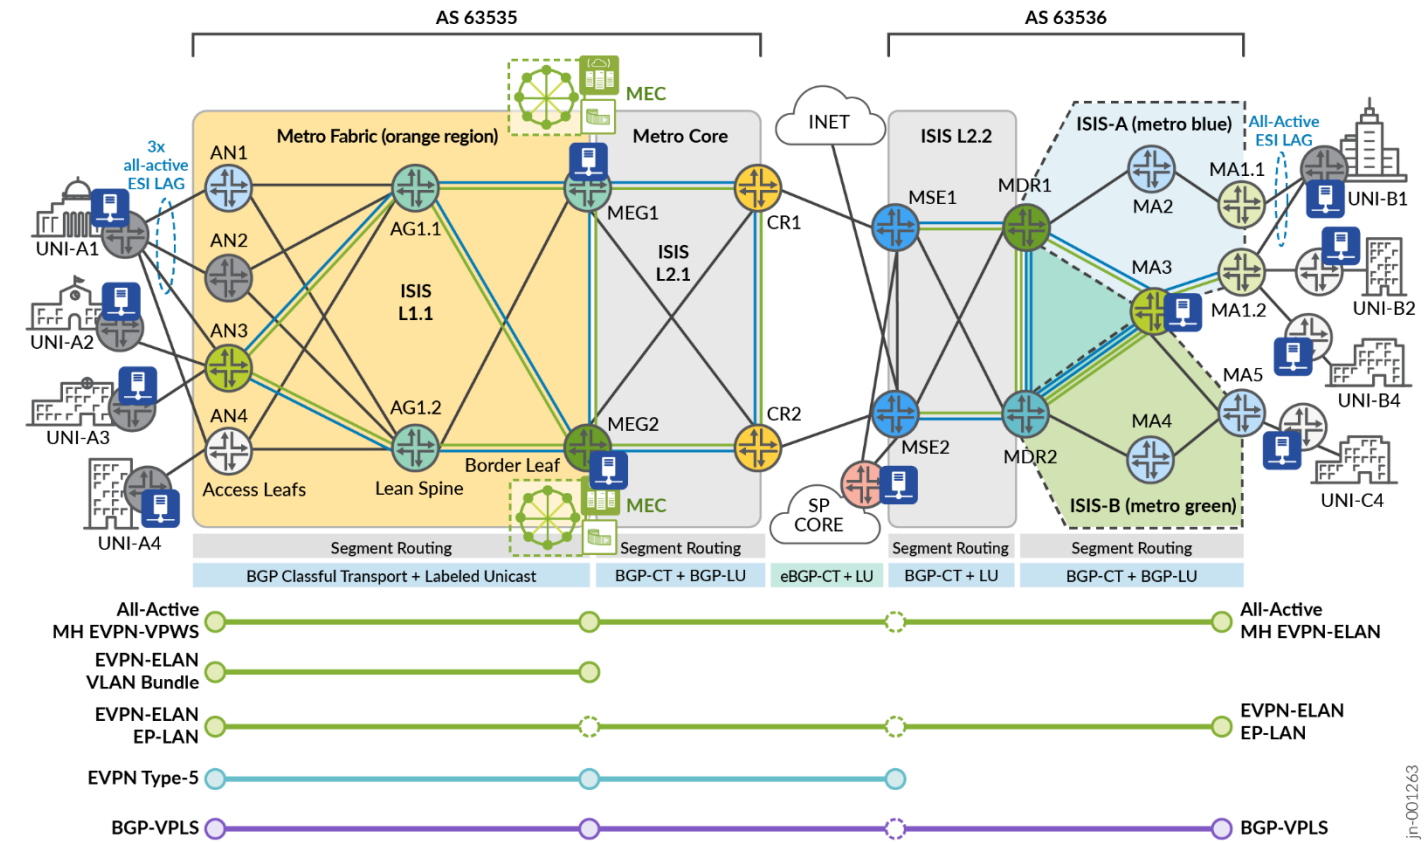 AS 63535
AS 63536
MEC
INET
Metro Fabric (orange region)
Metro Core
ISIS L2.2
ISIS-A (metro blue)
All-Active
ESI LAG
3x
all-active
ESI LAG
AN1
AN2
AN3
AN4
Access Leafs
AG1.1
AG1.2
Lean Spine
ISIS
L1.1
MEG1
MEG2
Border Leaf
ISIS
L2.1
CR1
CR2
MSE1
MSE2
MDR1
MDR2
MA2
MA1.1
MA3
MA1.2
MA4
MA5
ISIS-B (metro green)
UNI-A1
UNI-A2
UNI-A3
UNI-A4
UNI-B1
UNI-B2
UNI-B4
UNI-C4
MEC
SP
CORE
Segment Routing
Segment Routing
Segment Routing
Segment Routing
BGP Classful Transport + Labeled Unicast
BGP-CT + BGP-LU
eBGP-CT + LU
BGP-CT + LU
BGP-CT + BGP-LU
All-Active
MH EVPN-VPWS
All-Active
MH EVPN-ELAN
EVPN-ELAN
VLAN Bundle
EVPN-ELAN
EP-LAN
EVPN-ELAN
EP-LAN
EVPN Type-5
BGP-VPLS
BGP-VPLS
jn-001263